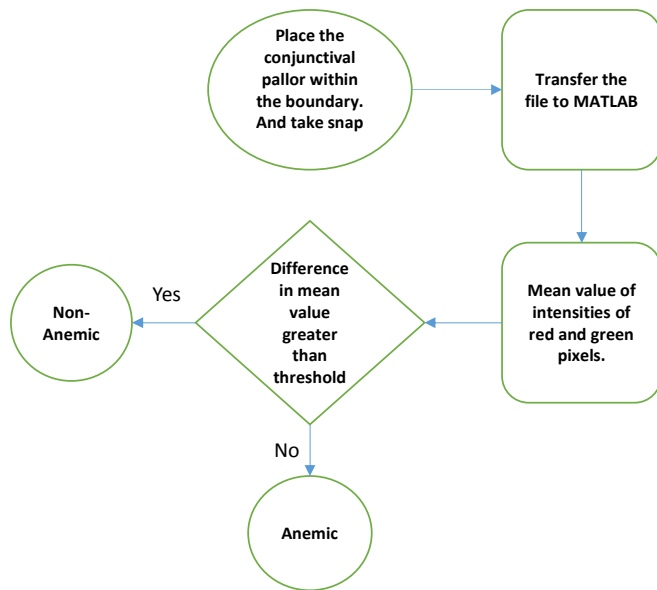 Place the
conjunctival
pallor within
the boundary.
And take snap
Transfer the
file to MATLAB
Mean value of
intensities of
red and green
pixels.
Difference
in mean
value
greater
than
threshold
Yes
Non-
Anemic
No
Anemic